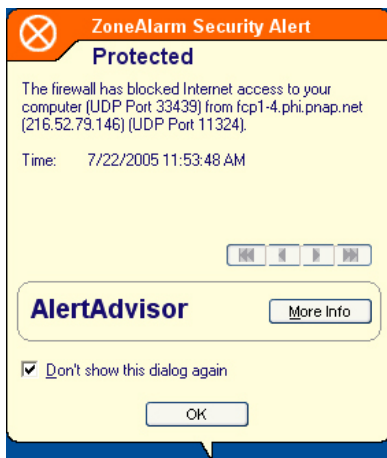 ZoneAlarm Security Alert
Protected
The firewall has blocked Internet access to your
computer (UDP Port 33439) from fcp1-4.phi.pnap.net
(216.52.79.146) (UDP Port 11324).
Time: 7/22/2005 11:53:48 AM
AlertAdvisor
More Info
Don't show this dialog again
OK